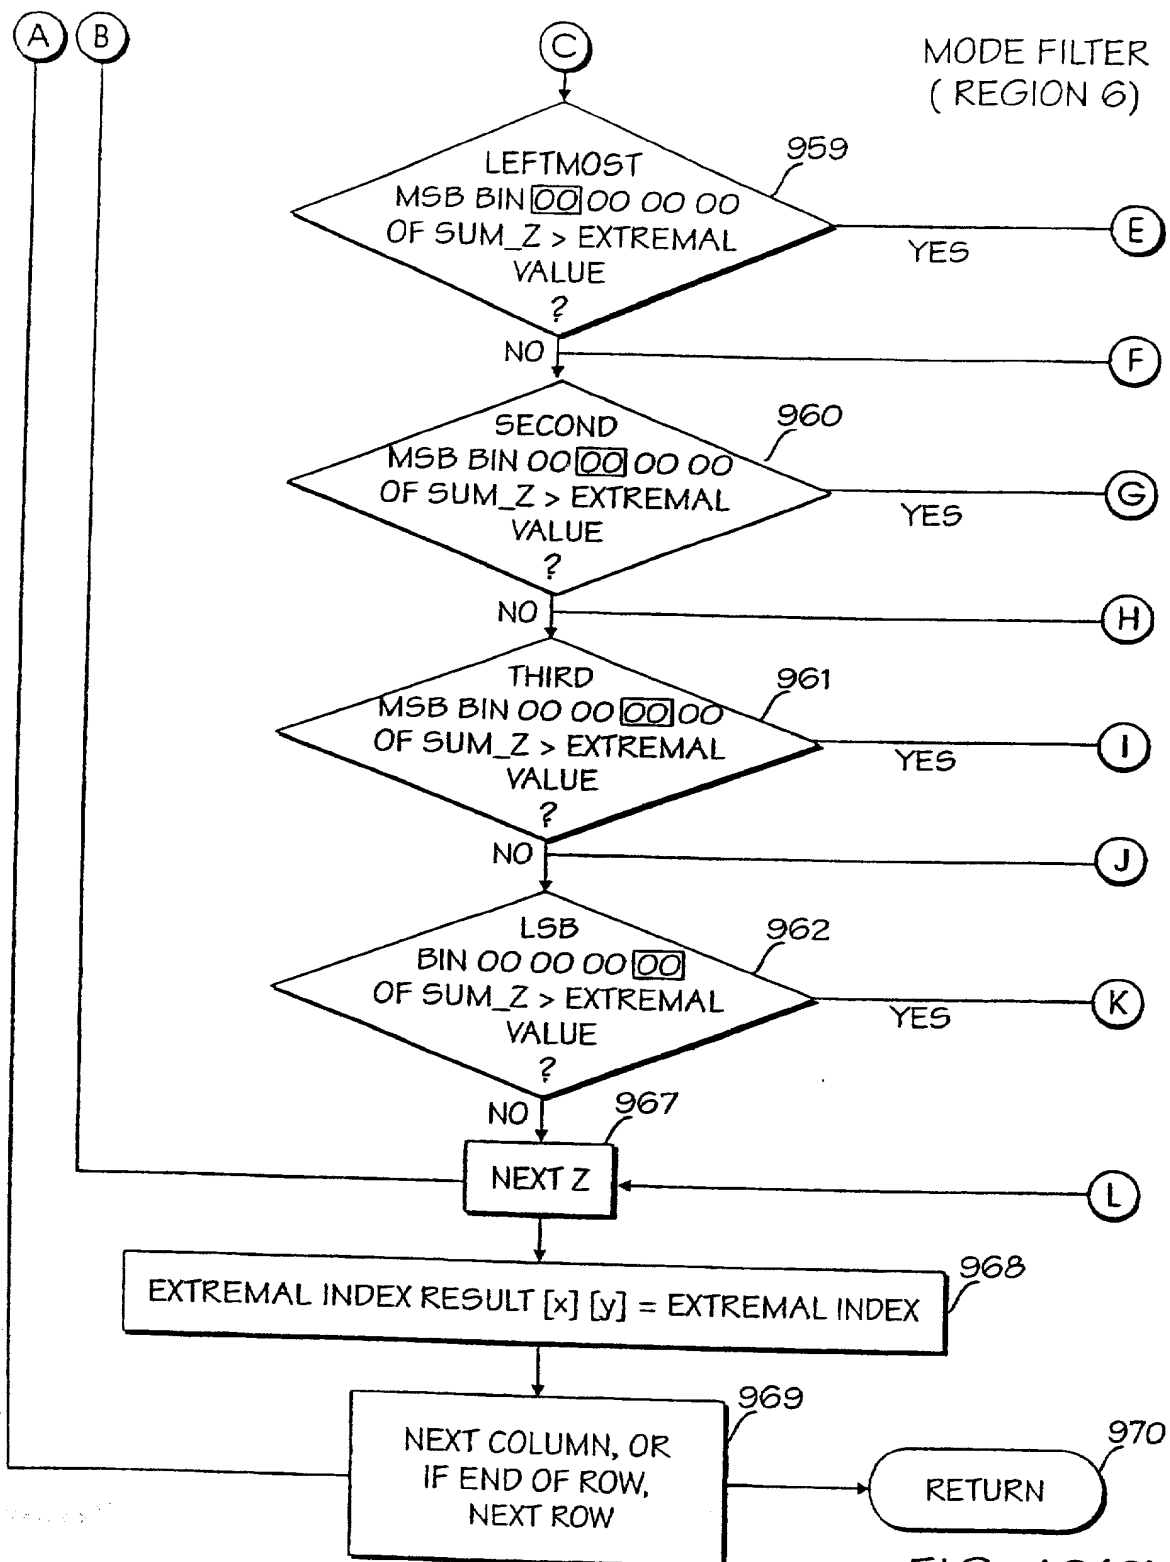 A B C
MODE FILTER
( REGION 6)
959
LEFTMOST
MSB BIN 00 00 00 00
OF SUM_Z > EXTREMAL
VALUE
?
YES
E
NO
F
960
SECOND
MSB BIN 00 00 00 00
OF SUM_Z > EXTREMAL
VALUE
?
YES
G
NO
H
961
THIRD
MSB BIN 00 00 00 00
OF SUM_Z > EXTREMAL
VALUE
?
YES
I
NO
J
962
LSB
BIN 00 00 00 00
OF SUM_Z > EXTREMAL
VALUE
?
YES
K
NO
967
NEXT Z
L
968
EXTREMAL INDEX RESULT [x] [y] = EXTREMAL INDEX
969
NEXT COLUMN, OR
IF END OF ROW,
NEXT ROW
970
RETURN